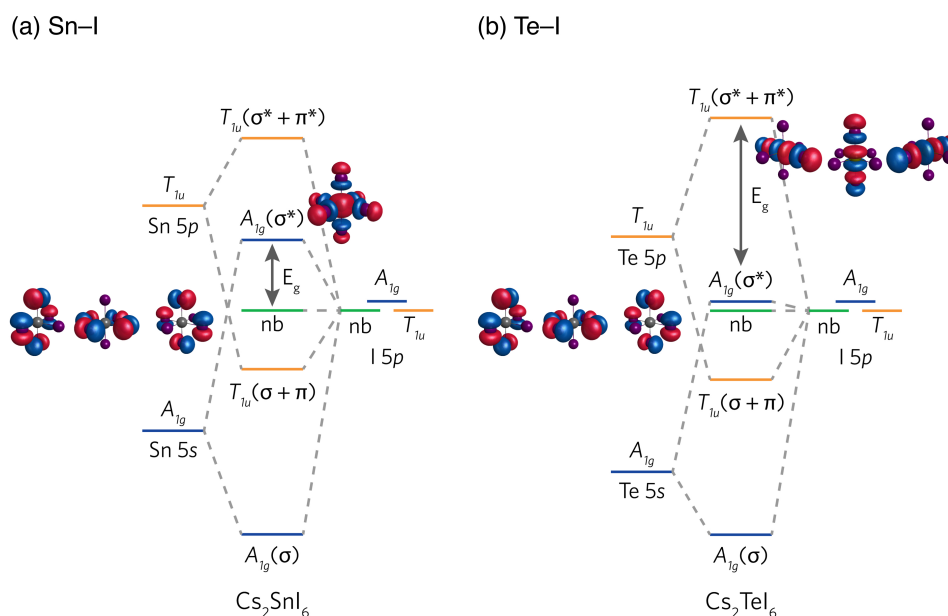 (a) Sn–I
T1u(σ* + π*)
T1u
Sn 5p
A1g(σ*)
Eg
A1g
nb
nb
T1u
I 5p
T1u(σ + π)
A1g
Sn 5s
A1g(σ)
Cs2SnI6
(b) Te–I
T1u(σ* + π*)
Eg
T1u
Te 5p
A1g(σ*)
A1g
nb
nb
T1u
I 5p
T1u(σ + π)
A1g
Te 5s
A1g(σ)
Cs2TeI6